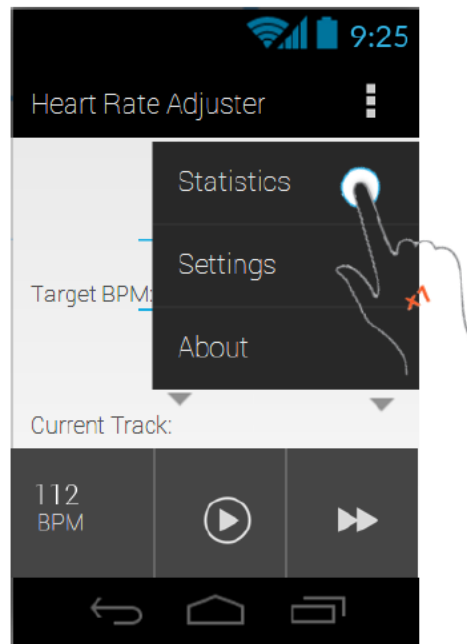 9:25
Heart Rate Adjuster
Statistics
Settings
Target BPM:
About
x1
Current Track:
112
BPM